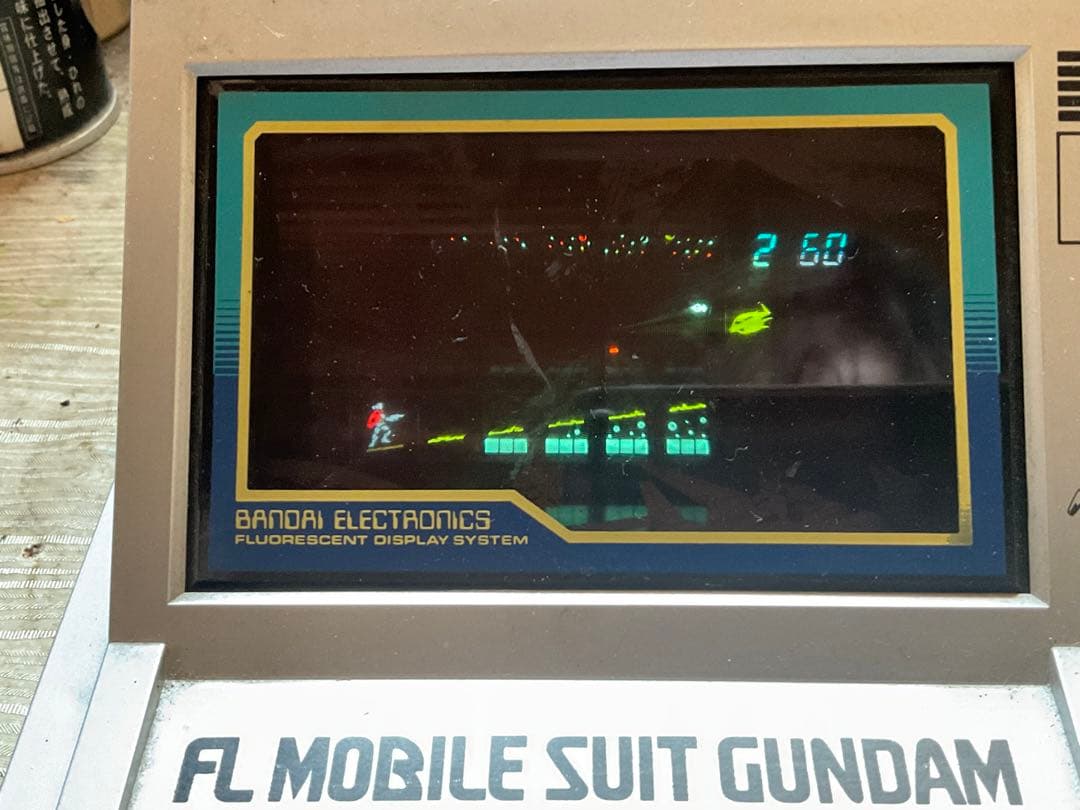 2 60
BANDAI ELECTRONICS
FLUORESCENT DISPLAY SYSTEM
FL MOBILE SUIT GUNDAM